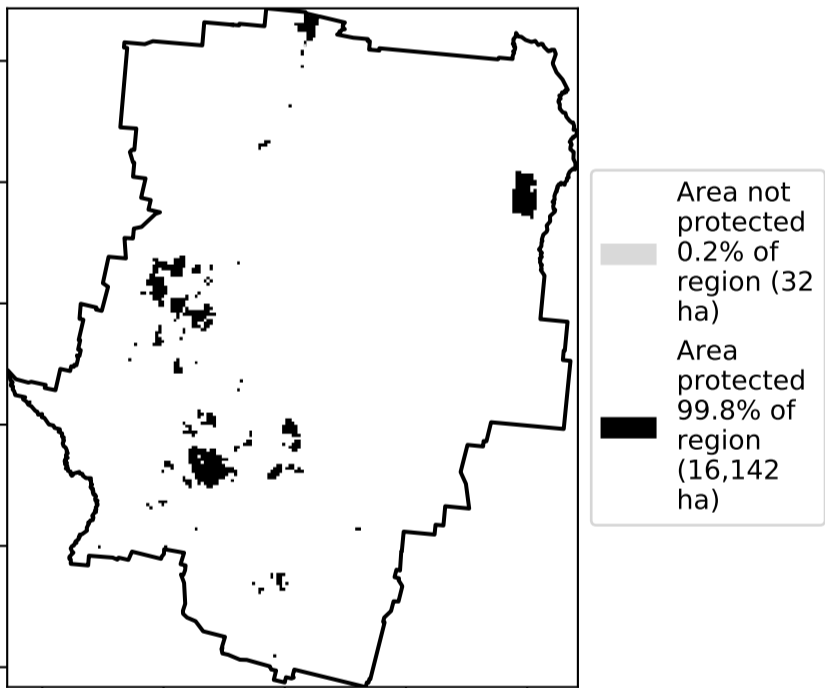 Area not
protected
0.2% of
region (32
ha)
Area
protected
99.8% of
region
(16,142
ha)